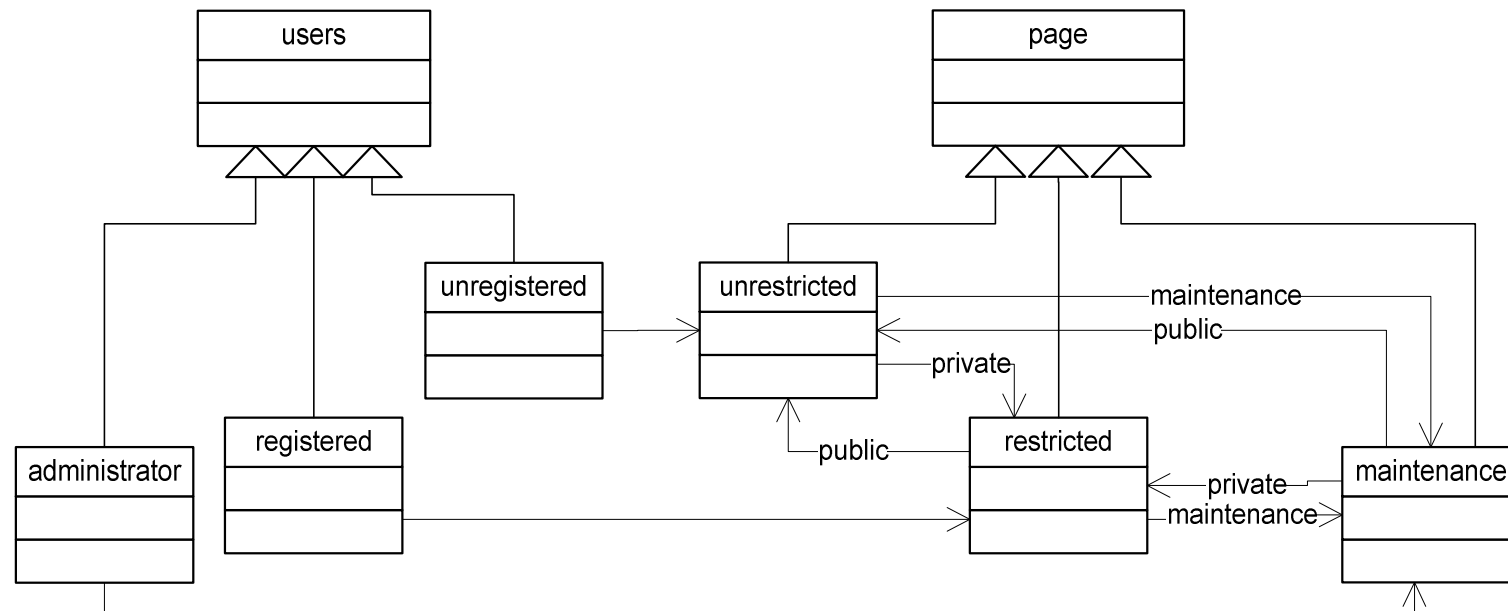 users
page
unregistered
unrestricted
maintenance
public
private
registered
restricted
public
administrator
maintenance
private
maintenance